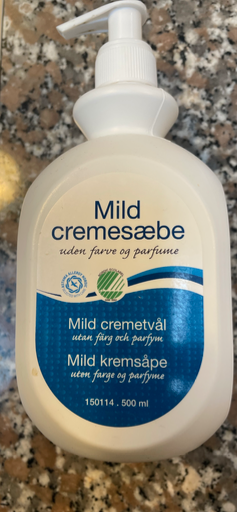 Mild
cremesæbe
uden farve og parfume
Mild cremetvål
utan färg och parfym
Mild kremsåpe
uten farge og parfyme
150114 . 500 ml